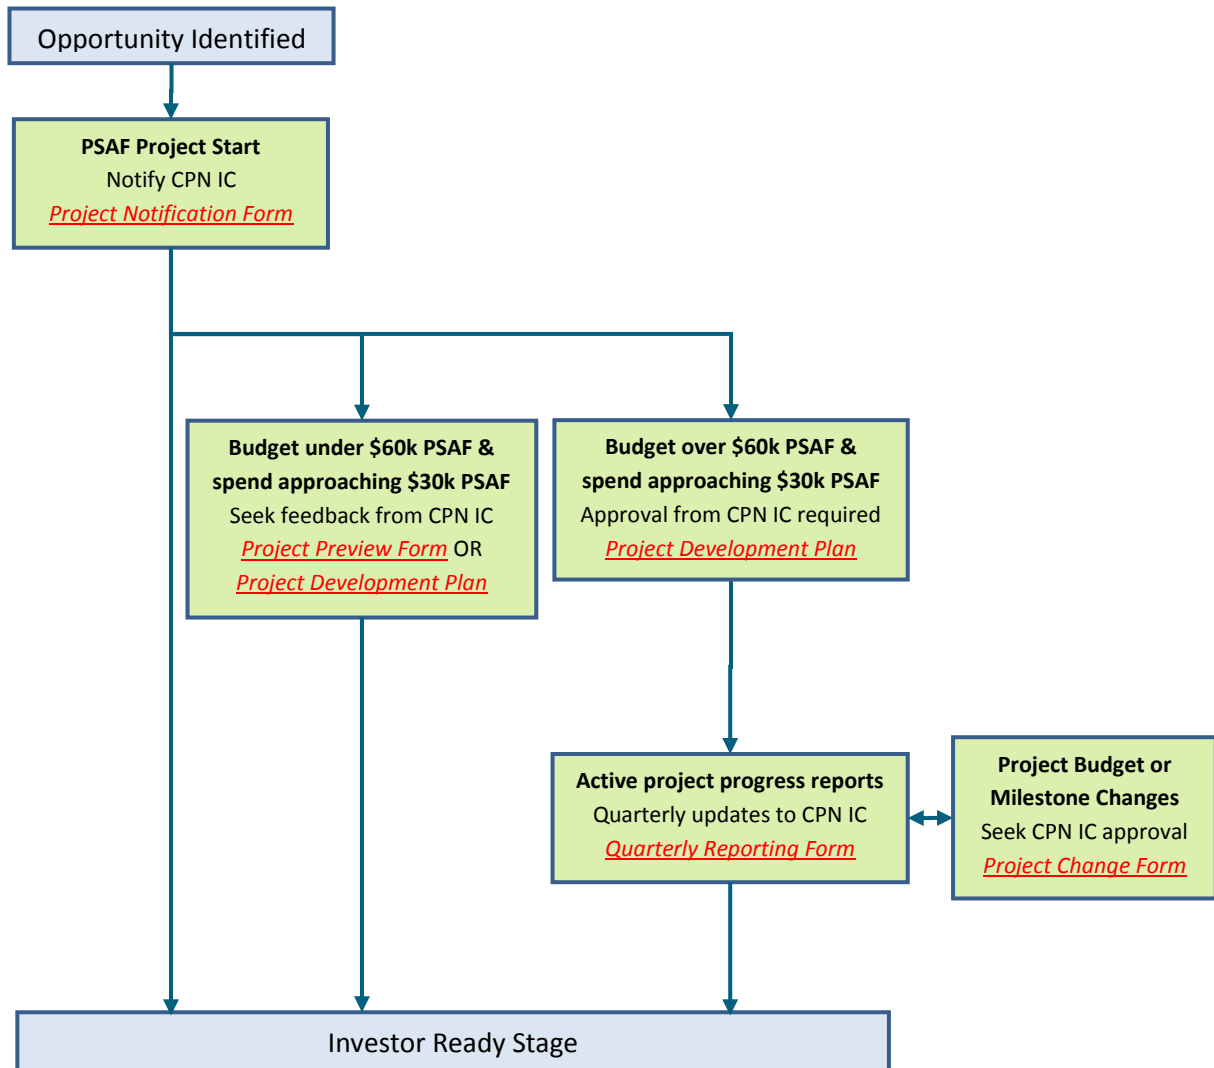 Opportunity Identified
PSAF Project Start
Notify CPN IC
Project Notification Form
Budget under $60k PSAF &
spend approaching $30k PSAF
Seek feedback from CPN IC
Project Preview Form OR
Project Development Plan
Budget over $60k PSAF &
spend approaching $30k PSAF
Approval from CPN IC required
Project Development Plan
Active project progress reports
Quarterly updates to CPN IC
Quarterly Reporting Form
Project Budget or
Milestone Changes
Seek CPN IC approval
Project Change Form
Investor Ready Stage